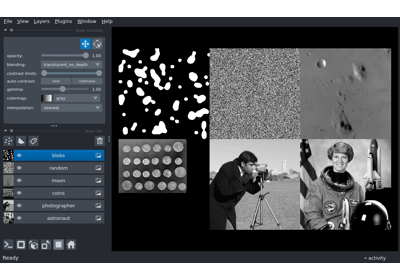 File View Layers Plugins Window Help
opacity: 1.00
blending: translucent_no_depth
contrast limits:
auto-contrast: once continuous
gamma: 1.00
colormap: gray
interpolation: nearest
blobs
random
moon
coins
photographer
astronaut
Ready activity